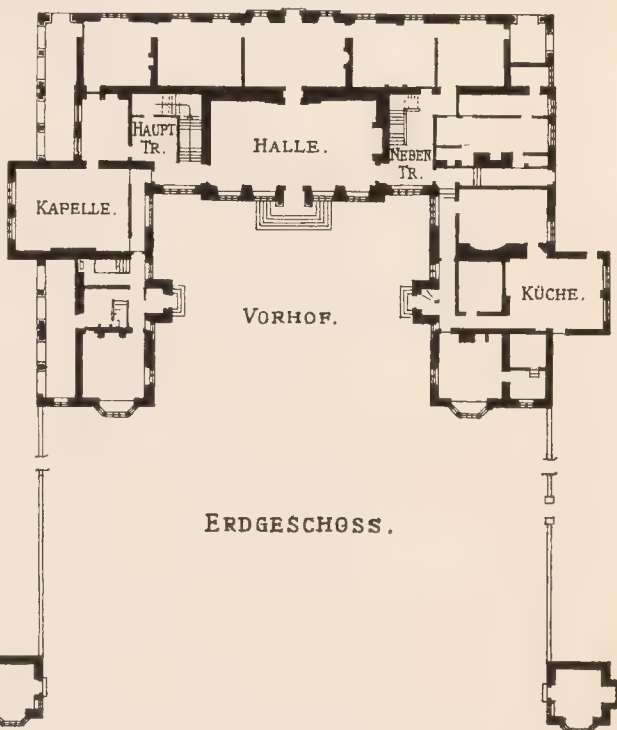 HAUPT
TR.
HALLE.
NEBEN
TR.
KAPELLE.
KÜCHE.
VORHOF.
ERDGESCHOSS.